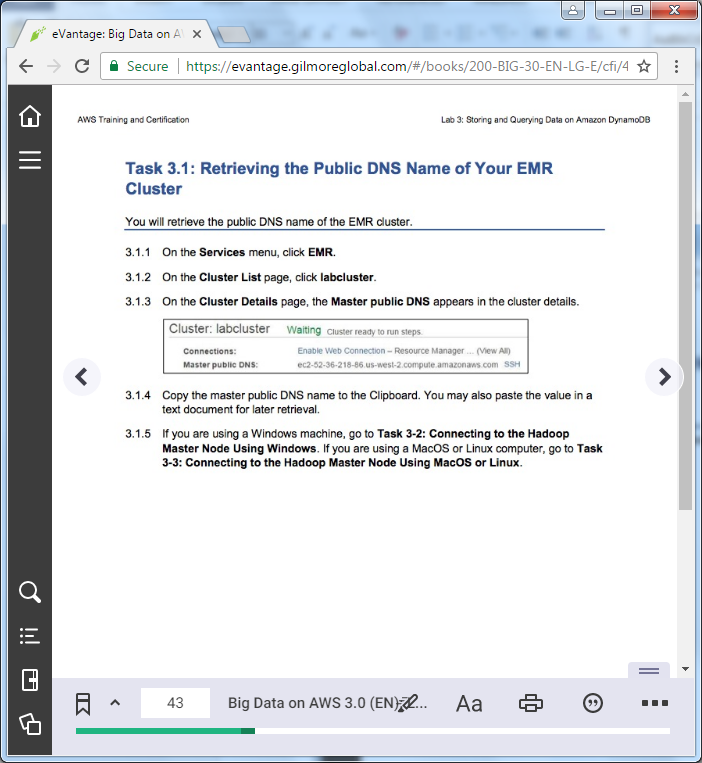 eVantage: Big Data on A
Secure
https://evantage.gilmoreglobal.com/#/books/200-BIG-30-EN-LG-E/cfi/4
AWS Training and Certification
Lab 3: Storing and Querying Data on Amazon DynamoDB
Task 3.1: Retrieving the Public DNS Name of Your EMR
Cluster
You will retrieve the public DNS name of the EMR cluster.
3.1.1 On the Services menu, click EMR.
3.1.2 On the Cluster List page, click labcluster.
3.1.3 On the Cluster Details page, the Master public DNS appears in the cluster details.
Cluster: labcluster Waiting Cluster ready to run steps.
Connections: Enable Web Connection – Resource Manager ... (View All)
Master public DNS: ec2-52-36-218-86.us-west-2.compute.amazonaws.com SSH
3.1.4 Copy the master public DNS name to the Clipboard. You may also paste the value in a
text document for later retrieval.
3.1.5 If you are using a Windows machine, go to Task 3-2: Connecting to the Hadoop
Master Node Using Windows. If you are using a MacOS or Linux computer, go to Task
3-3: Connecting to the Hadoop Master Node Using MacOS or Linux.
43
Big Data on AWS 3.0 (EN)
Aa